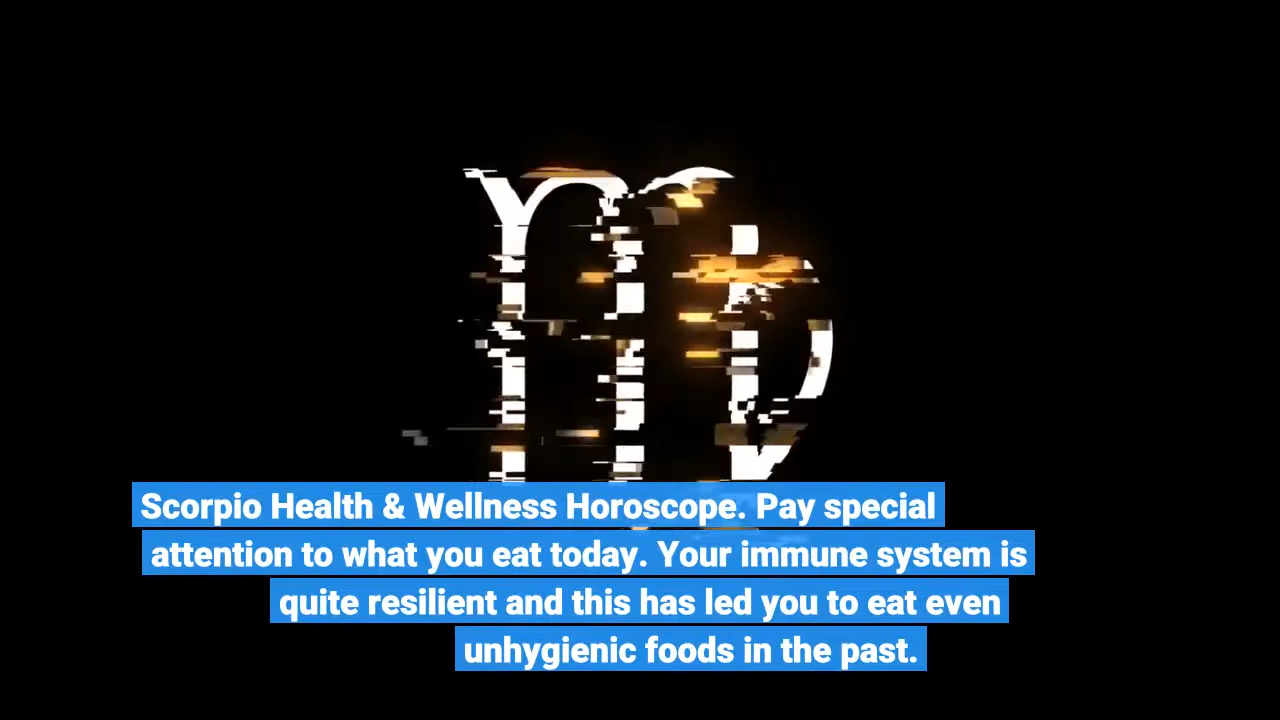 Scorpio Health & Wellness Horoscope. Pay special
attention to what you eat today. Your immune system is
quite resilient and this has led you to eat even
unhygienic foods in the past.